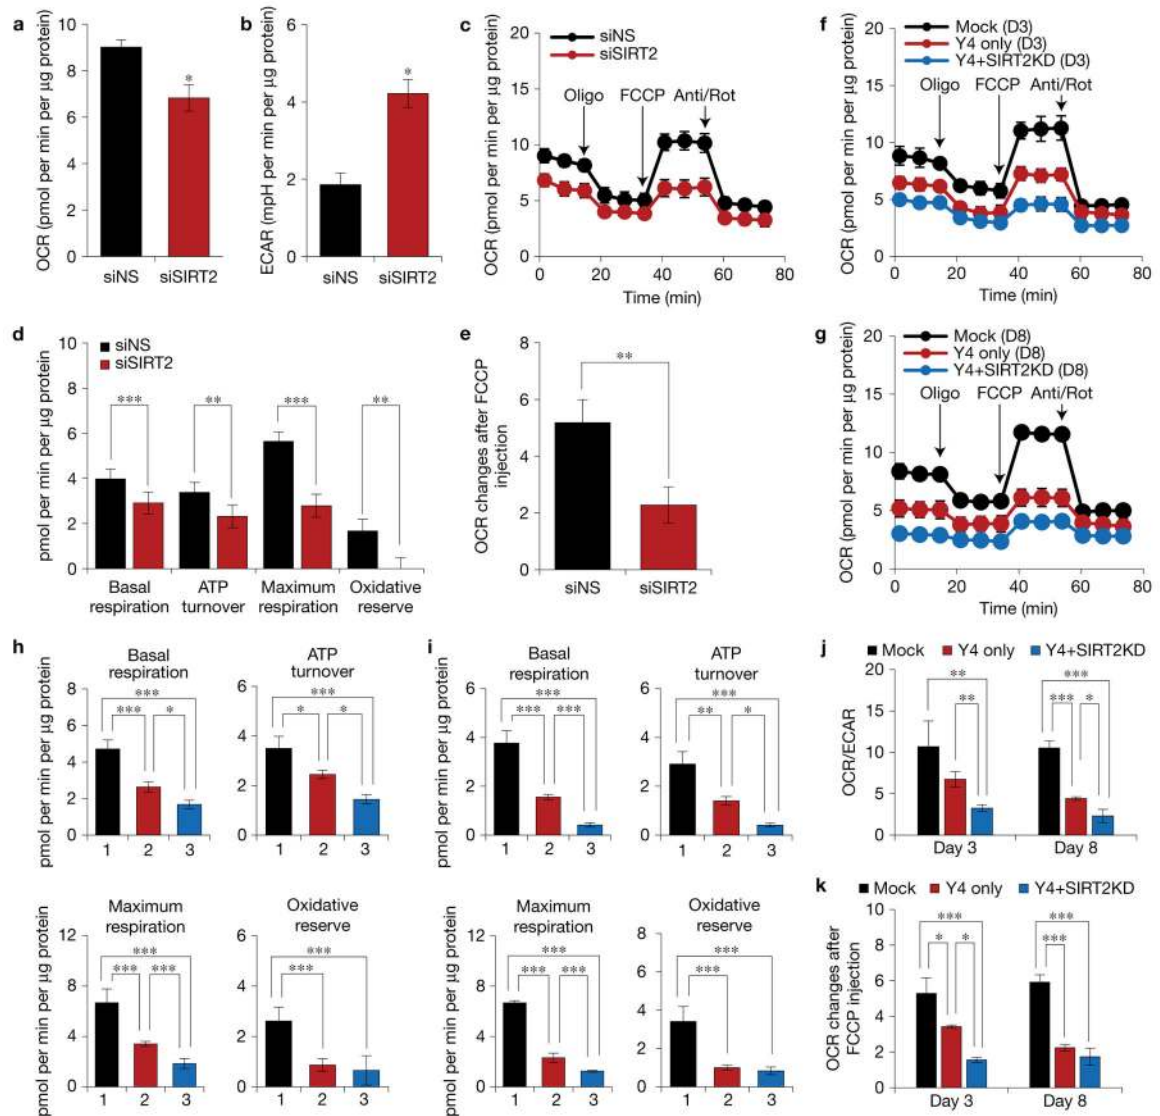 a
OCR (pmol per min per μg protein)
10
8
6
4
2
0
*
siNS
siSIRT2
b
ECAR (mpH per min per μg protein)
6
4
2
0
*
siNS
siSIRT2
c
siNS
siSIRT2
OCR (pmol per min per μg protein)
20
15
10
5
0
Oligo
FCCP
Anti/Rot
0
20
40
60
80
Time (min)
f
Mock (D3)
Y4 only (D3)
Y4+SIRT2KD (D3)
OCR (pmol per min per μg protein)
20
15
10
5
0
Oligo
FCCP
Anti/Rot
0
20
40
60
80
Time (min)
d
siNS
siSIRT2
pmol per min per μg protein
10
8
6
4
2
0
***
**
***
**
Basal
respiration
ATP
turnover
Maximum
respiration
Oxidative
reserve
e
OCR changes after FCCP
injection
8
6
4
2
0
**
siNS
siSIRT2
g
Mock (D8)
Y4 only (D8)
Y4+SIRT2KD (D8)
OCR (pmol per min per μg protein)
20
15
10
5
0
Oligo
FCCP
Anti/Rot
0
20
40
60
80
Time (min)
h
pmol per min per μg protein
Basal
respiration
8
6
4
2
0
***
***
*
1
2
3
ATP
turnover
6
4
2
0
***
*
*
1
2
3
pmol per min per μg protein
Maximum
respiration
12
8
4
0
***
***
***
1
2
3
Oxidative
reserve
6
4
2
0
***
***
1
2
3
i
pmol per min per μg protein
Basal
respiration
6
4
2
0
***
***
***
1
2
3
ATP
turnover
6
4
2
0
***
**
*
1
2
3
pmol per min per μg protein
Maximum
respiration
12
8
4
0
***
***
***
1
2
3
Oxidative
reserve
8
6
4
2
0
***
***
1
2
3
j
Mock
Y4 only
Y4+SIRT2KD
OCR/ECAR
20
15
10
5
0
**
**
***
***
*
Day 3
Day 8
k
Mock
Y4 only
Y4+SIRT2KD
OCR changes after
FCCP injection
10
8
6
4
2
0
***
*
*
***
***
Day 3
Day 8